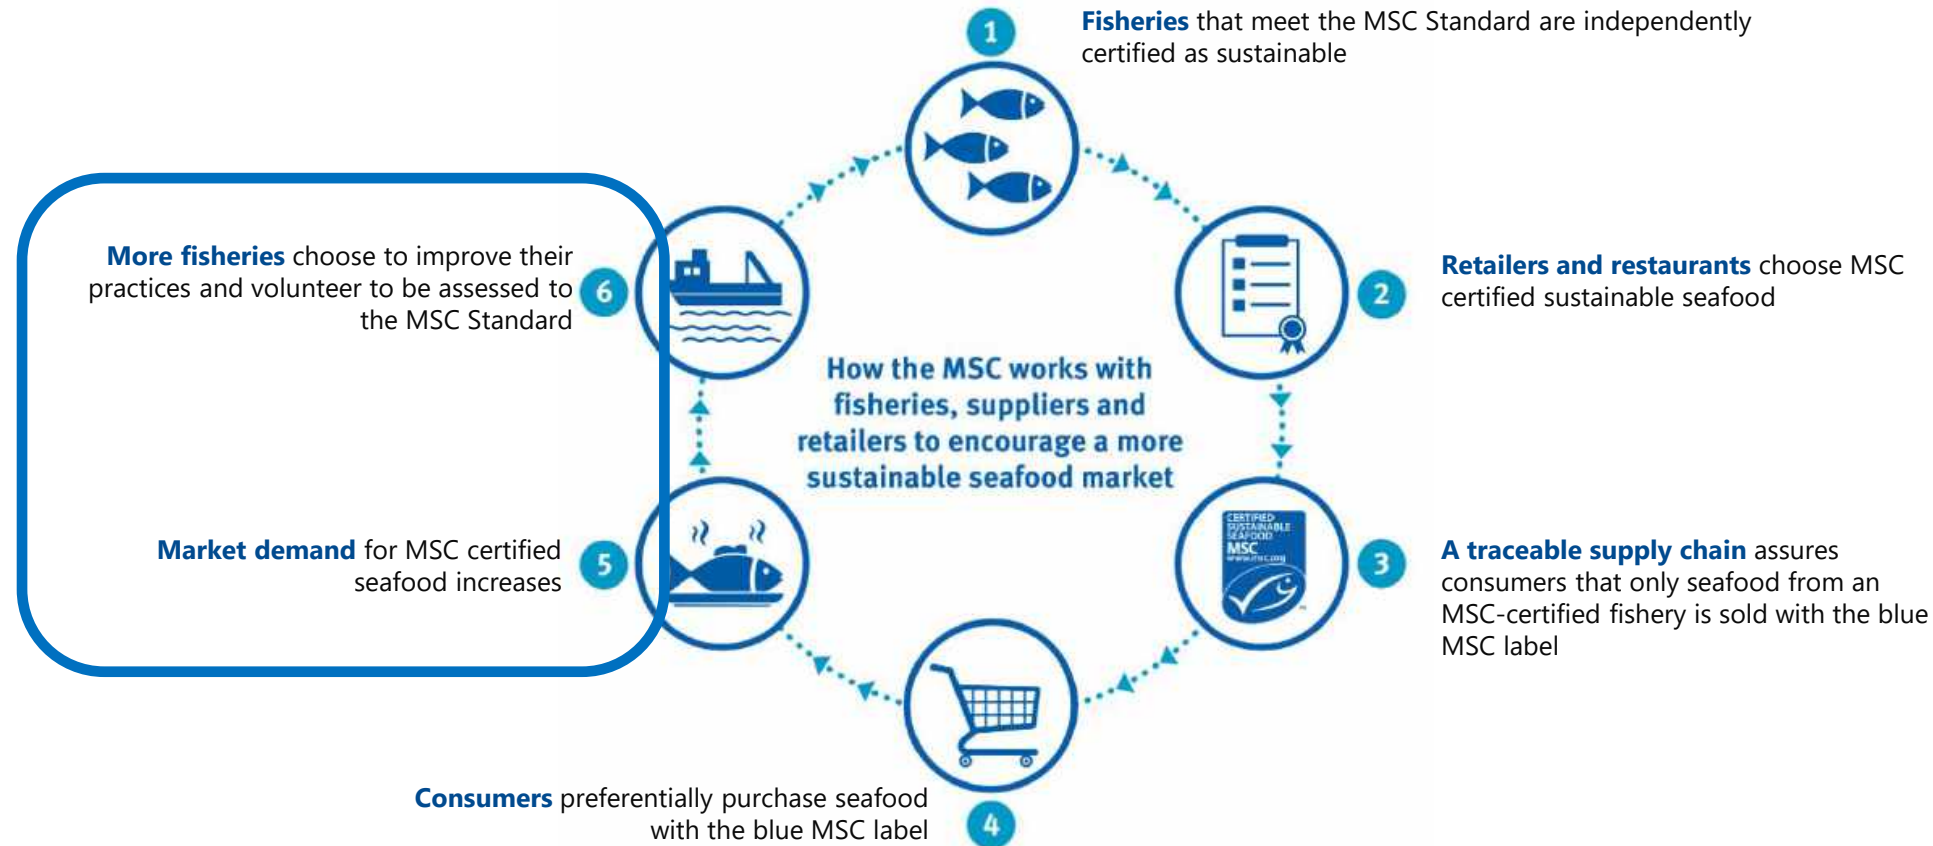 1
Fisheries that meet the MSC Standard are independently
certified as sustainable
2
Retailers and restaurants choose MSC
certified sustainable seafood
CERTIFIED
SUSTAINABLE
SEAFOOD
MSC
www.msc.org
3
A traceable supply chain assures
consumers that only seafood from an
MSC-certified fishery is sold with the blue
MSC label
Consumers preferentially purchase seafood
with the blue MSC label
4
Market demand for MSC certified
seafood increases
5
More fisheries choose to improve their
practices and volunteer to be assessed to
the MSC Standard
6
How the MSC works with
fisheries, suppliers and
retailers to encourage a more
sustainable seafood market